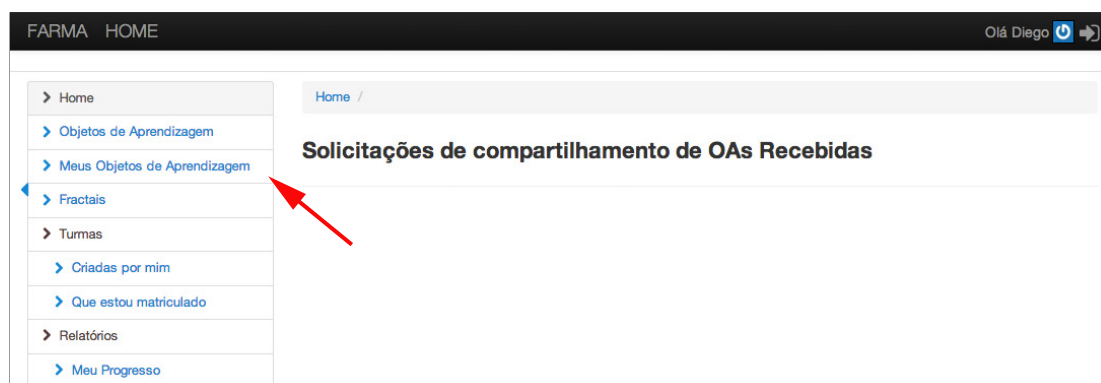 FARMA HOME
Olá Diego
Home
Objetos de Aprendizagem
Meus Objetos de Aprendizagem
Fractais
Turmas
Criadas por mim
Que estou matriculado
Relatórios
Meu Progresso
Home /
Solicitações de compartilhamento de OAs Recebidas